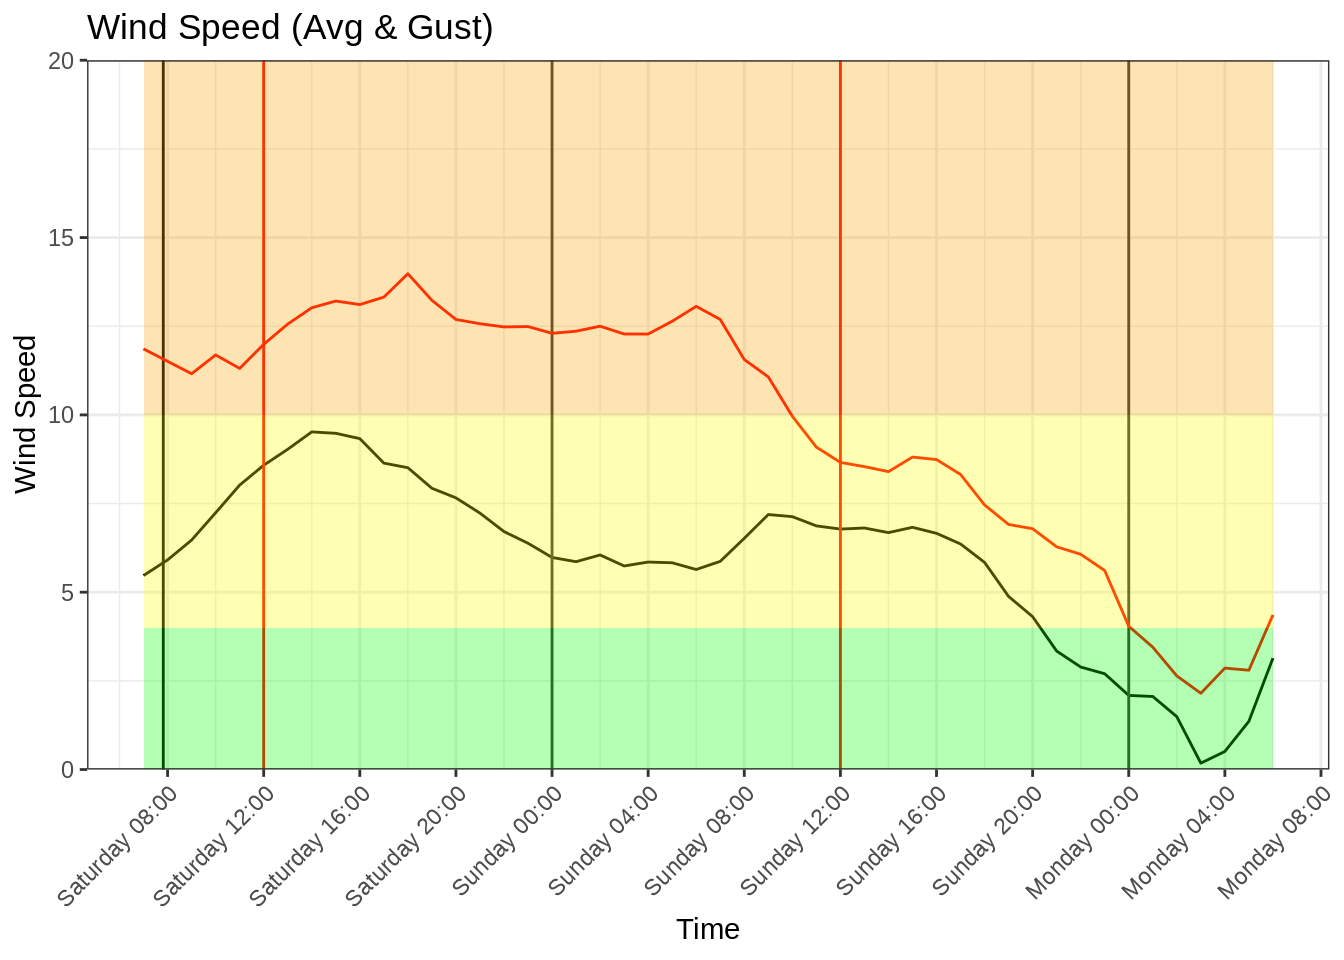 Wind Speed (Avg & Gust)
20
15
10
5
0
Wind Speed
Saturday 08:00
Saturday 12:00
Saturday 16:00
Saturday 20:00
Sunday 00:00
Sunday 04:00
Sunday 08:00
Sunday 12:00
Sunday 16:00
Sunday 20:00
Monday 00:00
Monday 04:00
Monday 08:00
Time